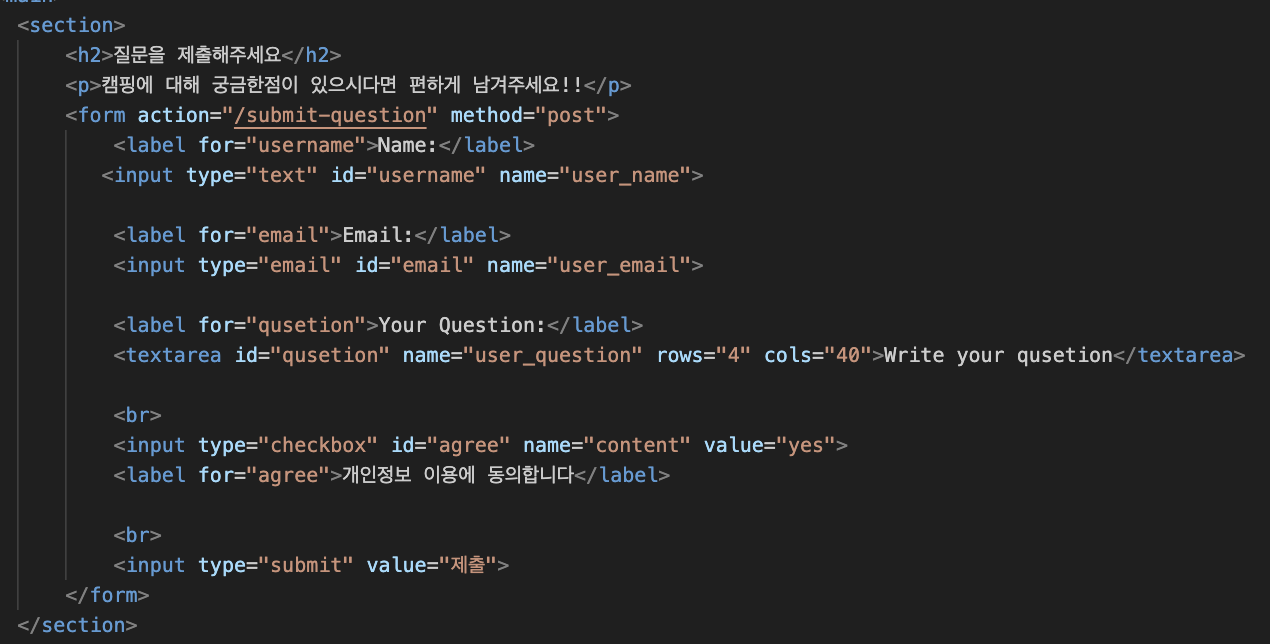 <section>
<h2>질문을 제출해주세요</h2>
<p>캠핑에 대해 궁금한점이 있으시다면 편하게 남겨주세요!!</p>
<form action="/submit-question" method="post">
<label for="username">Name:</label>
<input type="text" id="username" name="user_name">
<label for="email">Email:</label>
<input type="email" id="email" name="user_email">
<label for="qusetion">Your Question:</label>
<textarea id="qusetion" name="user_question" rows="4" cols="40">Write your qusetion</textarea>
<br>
<input type="checkbox" id="agree" name="content" value="yes">
<label for="agree">개인정보 이용에 동의합니다</label>
<br>
<input type="submit" value="제출">
</form>
</section>